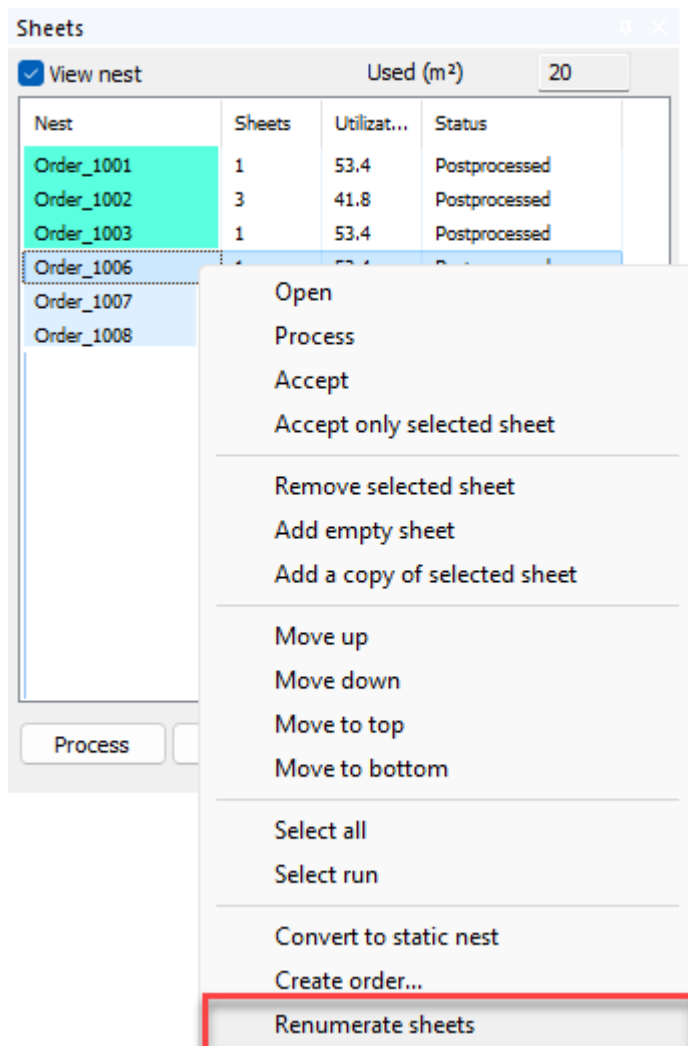 Sheets
View nest Used (m²) 20
Nest Sheets Utilizat... Status
Order_1001 1 53.4 Postprocessed
Order_1002 3 41.8 Postprocessed
Order_1003 1 53.4 Postprocessed
Order_1006
Order_1007
Order_1008
Open
Process
Accept
Accept only selected sheet
Remove selected sheet
Add empty sheet
Add a copy of selected sheet
Move up
Move down
Move to top
Process
Move to bottom
Select all
Select run
Convert to static nest
Create order...
Renumerate sheets